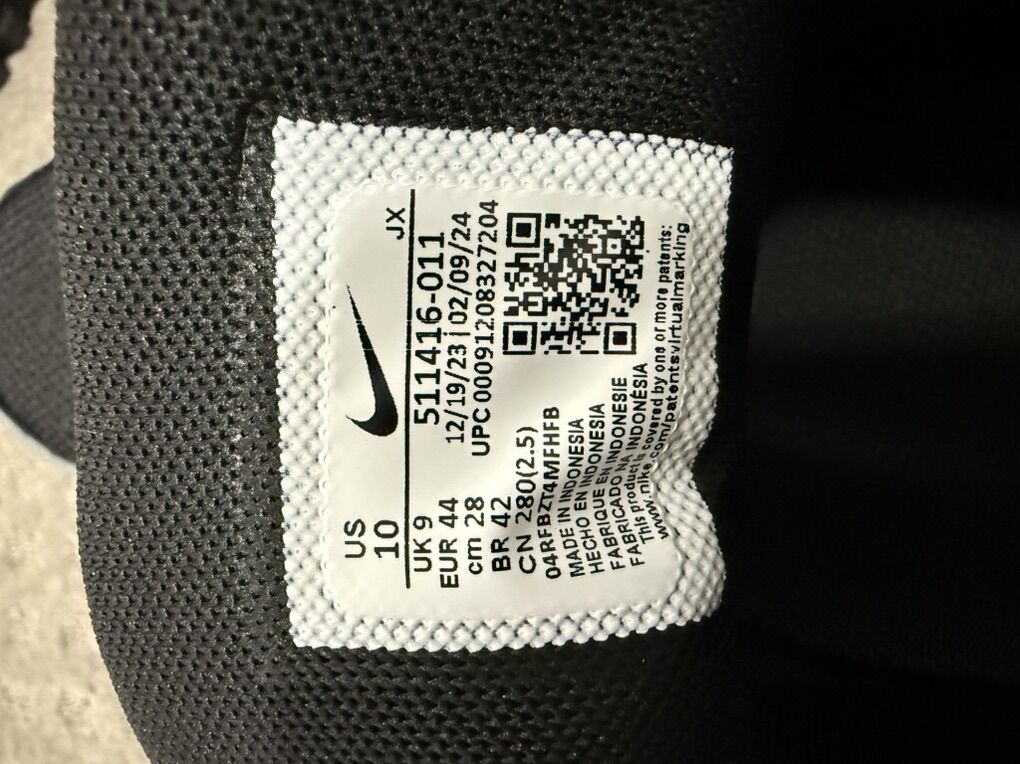 US
10
JX
UK 9
511416-011
EUR 44
12/19/23 | 02/09/24
cm 28
UPC 00091208327204
BR 42
CN 280(2.5)
04RFBZT4MFHFB
MADE IN INDONESIA
HECHO EN INDONESIA
FABRIQUE EN INDONESIE
FABRICADO NA INDONÉSIA
This product is covered by one or more patents:
www.nike.com/patentsvirtualmarking